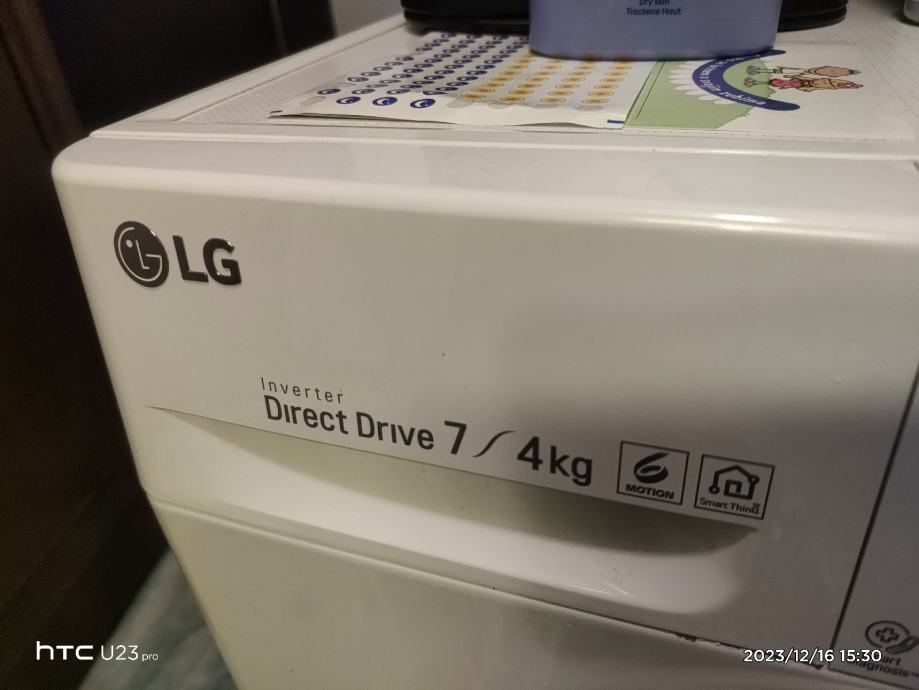 Dry skin
Trockene Haut
LG
Inverter
Direct Drive 7 / 4kg
6 MOTION
Smart ThinQ
htc U23 pro
2023/12/16 15:30